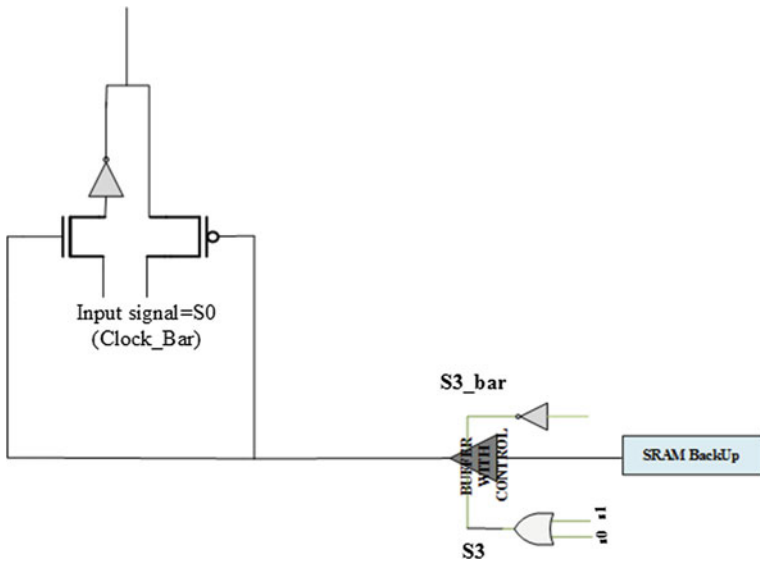 Input signal=S0
(Clock_Bar)
S3_bar
BUFFER
WITH
CONTROL
SRAM BackUp
s1
s0
S3